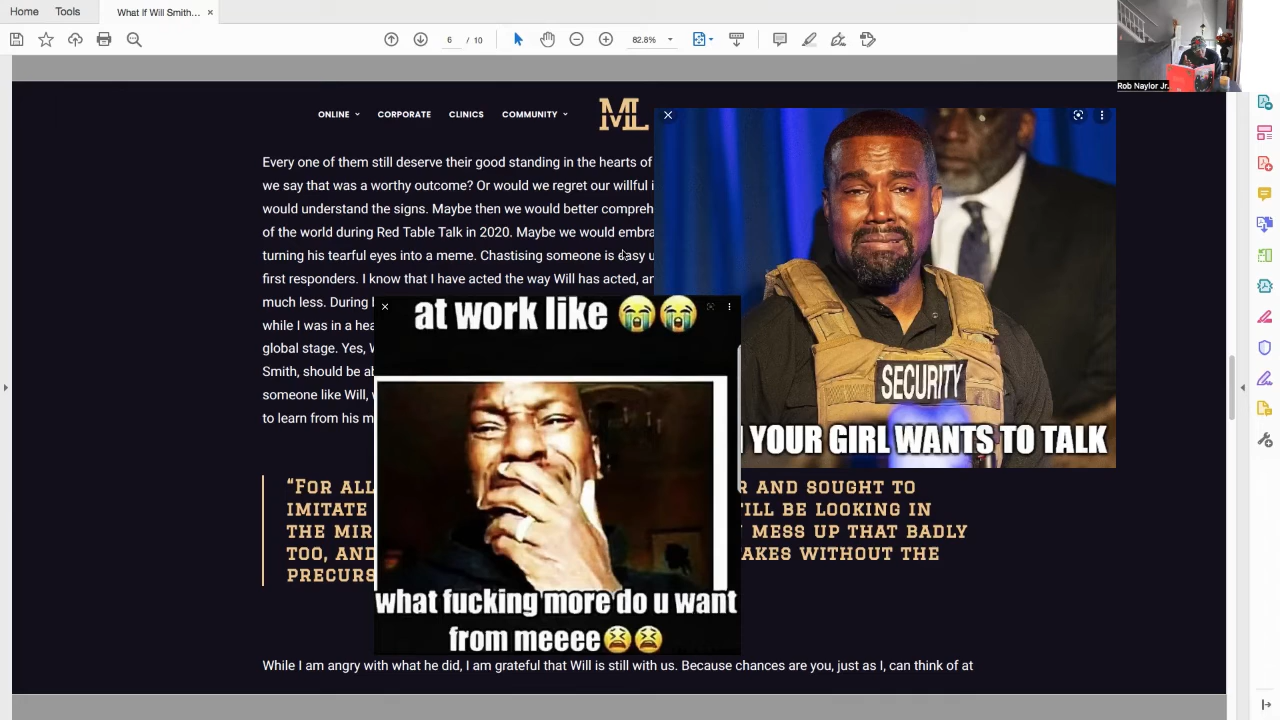 Home
Tools
What If Will Smith...
6 / 10
82.8%
Rob Naylor Jr.
ONLINE
CORPORATE
CLINICS
COMMUNITY
ML
Every one of them still deserve their good standing in the hearts of
we say that was a worthy outcome? Or would we regret our willful
would understand the signs. Maybe then we would better
of the world during Red Table Talk in 2020. Maybe we would
turning his tearful eyes into a meme. Chastising someone is easy
first responders. I know that I have acted the way Will has acted,
much less. During
while I was in a
global stage. Yes,
Smith, should be
someone like Will,
to learn from his
SECURITY
YOUR GIRL WANTS TO TALK
at work like 😭😭
what fucking more do u want
from meeee😫😫
“FOR ALL
AND SOUGHT TO
IMITATE
BE LOOKING IN
THE
MESS UP THAT BADLY
TOO, AND
WITHOUT THE
While I am angry with what he did, I am grateful that Will is still with us. Because chances are you, just as I, can think of at